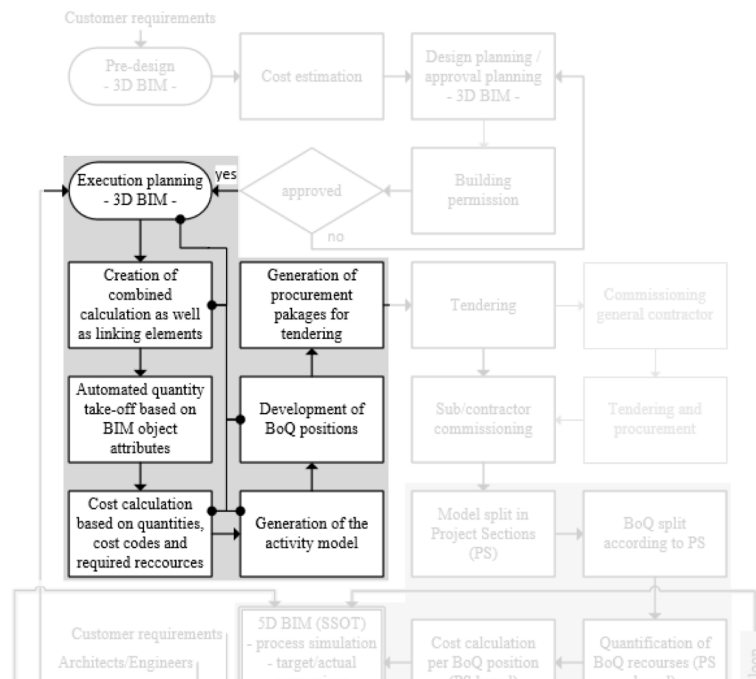 Customer requirements
Pre-design
- 3D BIM -
Cost estimation
Design planning /
approval planning
- 3D BIM -
Execution planning
- 3D BIM -
yes
approved
no
Building
permission
Creation of
combined
calculation as well
as linking elements
Generation of
procurement
pakages for
tendering
Tendering
Commissioning
general contractor
Automated quantity
take-off based on
BIM object
attributes
Development of
BoQ positions
Sub/contractor
commissioning
Tendering and
procurement
Cost calculation
based on quantities,
cost codes and
required reccources
Generation of the
activity model
Model split in
Project Sections
(PS)
BoQ split
according to PS
Customer requirements
Architects/Engineers
5D BIM (SSOT)
- process simulation
- target/actual
Cost calculation
per BoQ position
Quantification of
BoQ recourses (PS